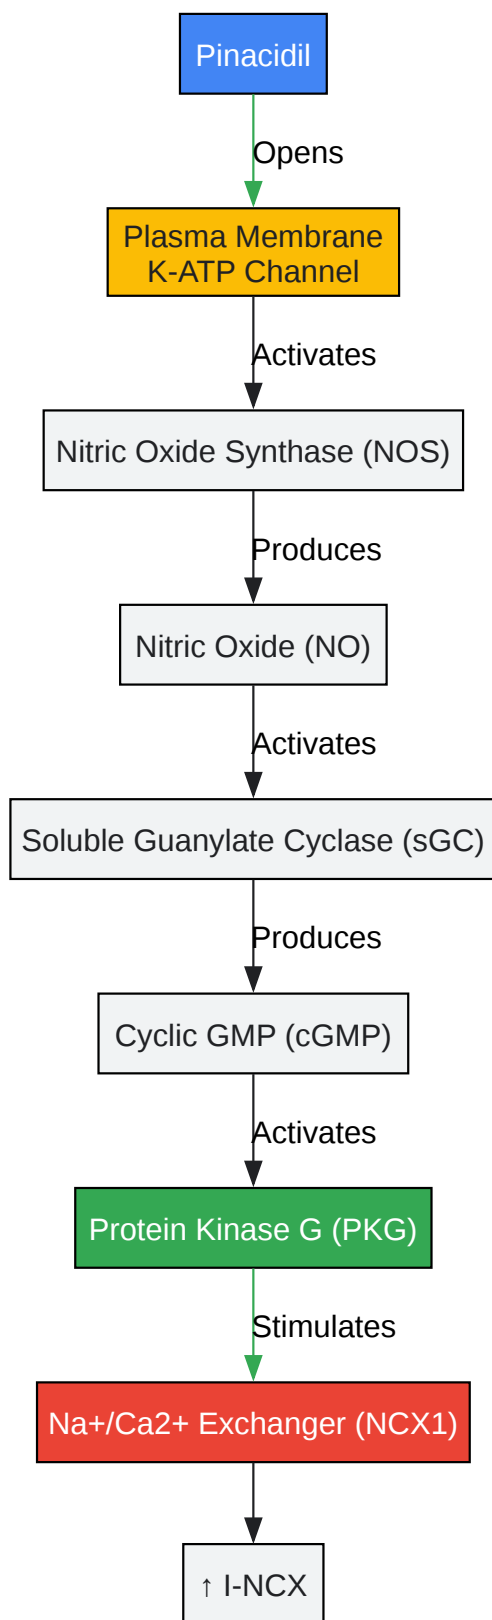 Pinacidil
Opens
Plasma Membrane
K-ATP Channel
Activates
Nitric Oxide Synthase (NOS)
Produces
Nitric Oxide (NO)
Activates
Soluble Guanylate Cyclase (sGC)
Produces
Cyclic GMP (cGMP)
Activates
Protein Kinase G (PKG)
Stimulates
Na+/Ca2+ Exchanger (NCX1)
↑ I-NCX